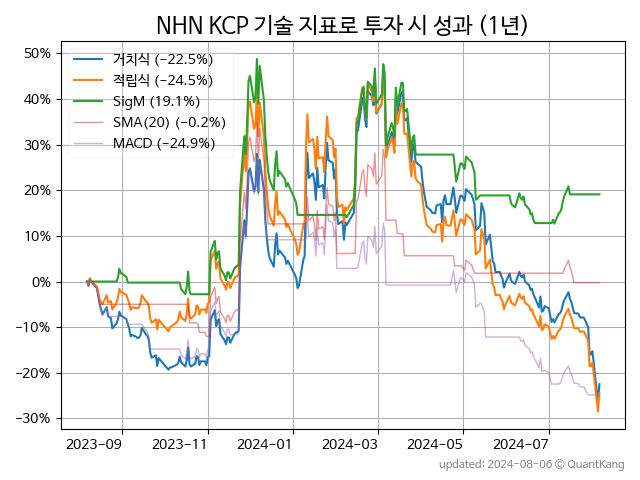 NHN KCP 기술 지표로 투자 시 성과 (1년)
50%
40%
30%
20%
10%
0%
−10%
−20%
−30%
거치식 (−22.5%)
적립식 (−24.5%)
SigM (19.1%)
SMA(20) (−0.2%)
MACD (−24.9%)
2023-09
2023-11
2024-01
2024-03
2024-05
2024-07
updated: 2024-08-06 © QuantKang